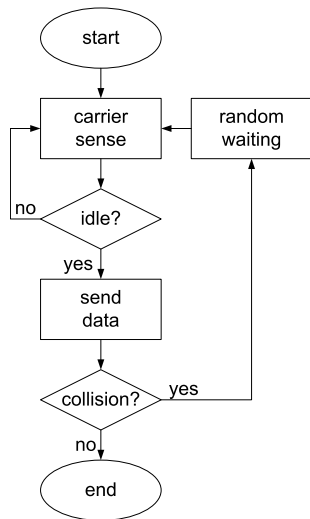 start
carrier
sense
random
waiting
no
idle?
yes
send
data
collision?
yes
no
end